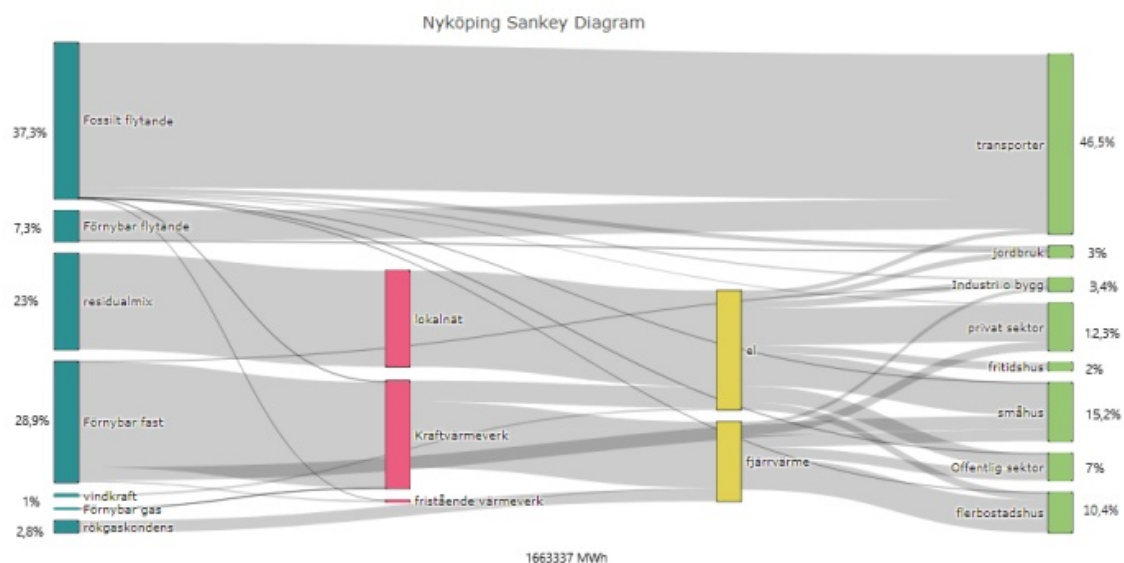 Nyköping Sankey Diagram
Fossilt flytande
37,3%
transporter
46,5%
Förnybar flytande
7,3%
jordbruk
3%
residualmix
23%
lokalnät
el
Industri o bygg
3,4%
privat sektor
12,3%
fritidshus
2%
Förnybar fast
28,9%
Kraftvärmeverk
fjärrvärme
småhus
15,2%
Offentlig sektor
7%
vindkraft
1%
fristående värmeverk
Förnybar gas
flerbostadshus
10,4%
rökgaskondens
2,8%
1663337 MWh